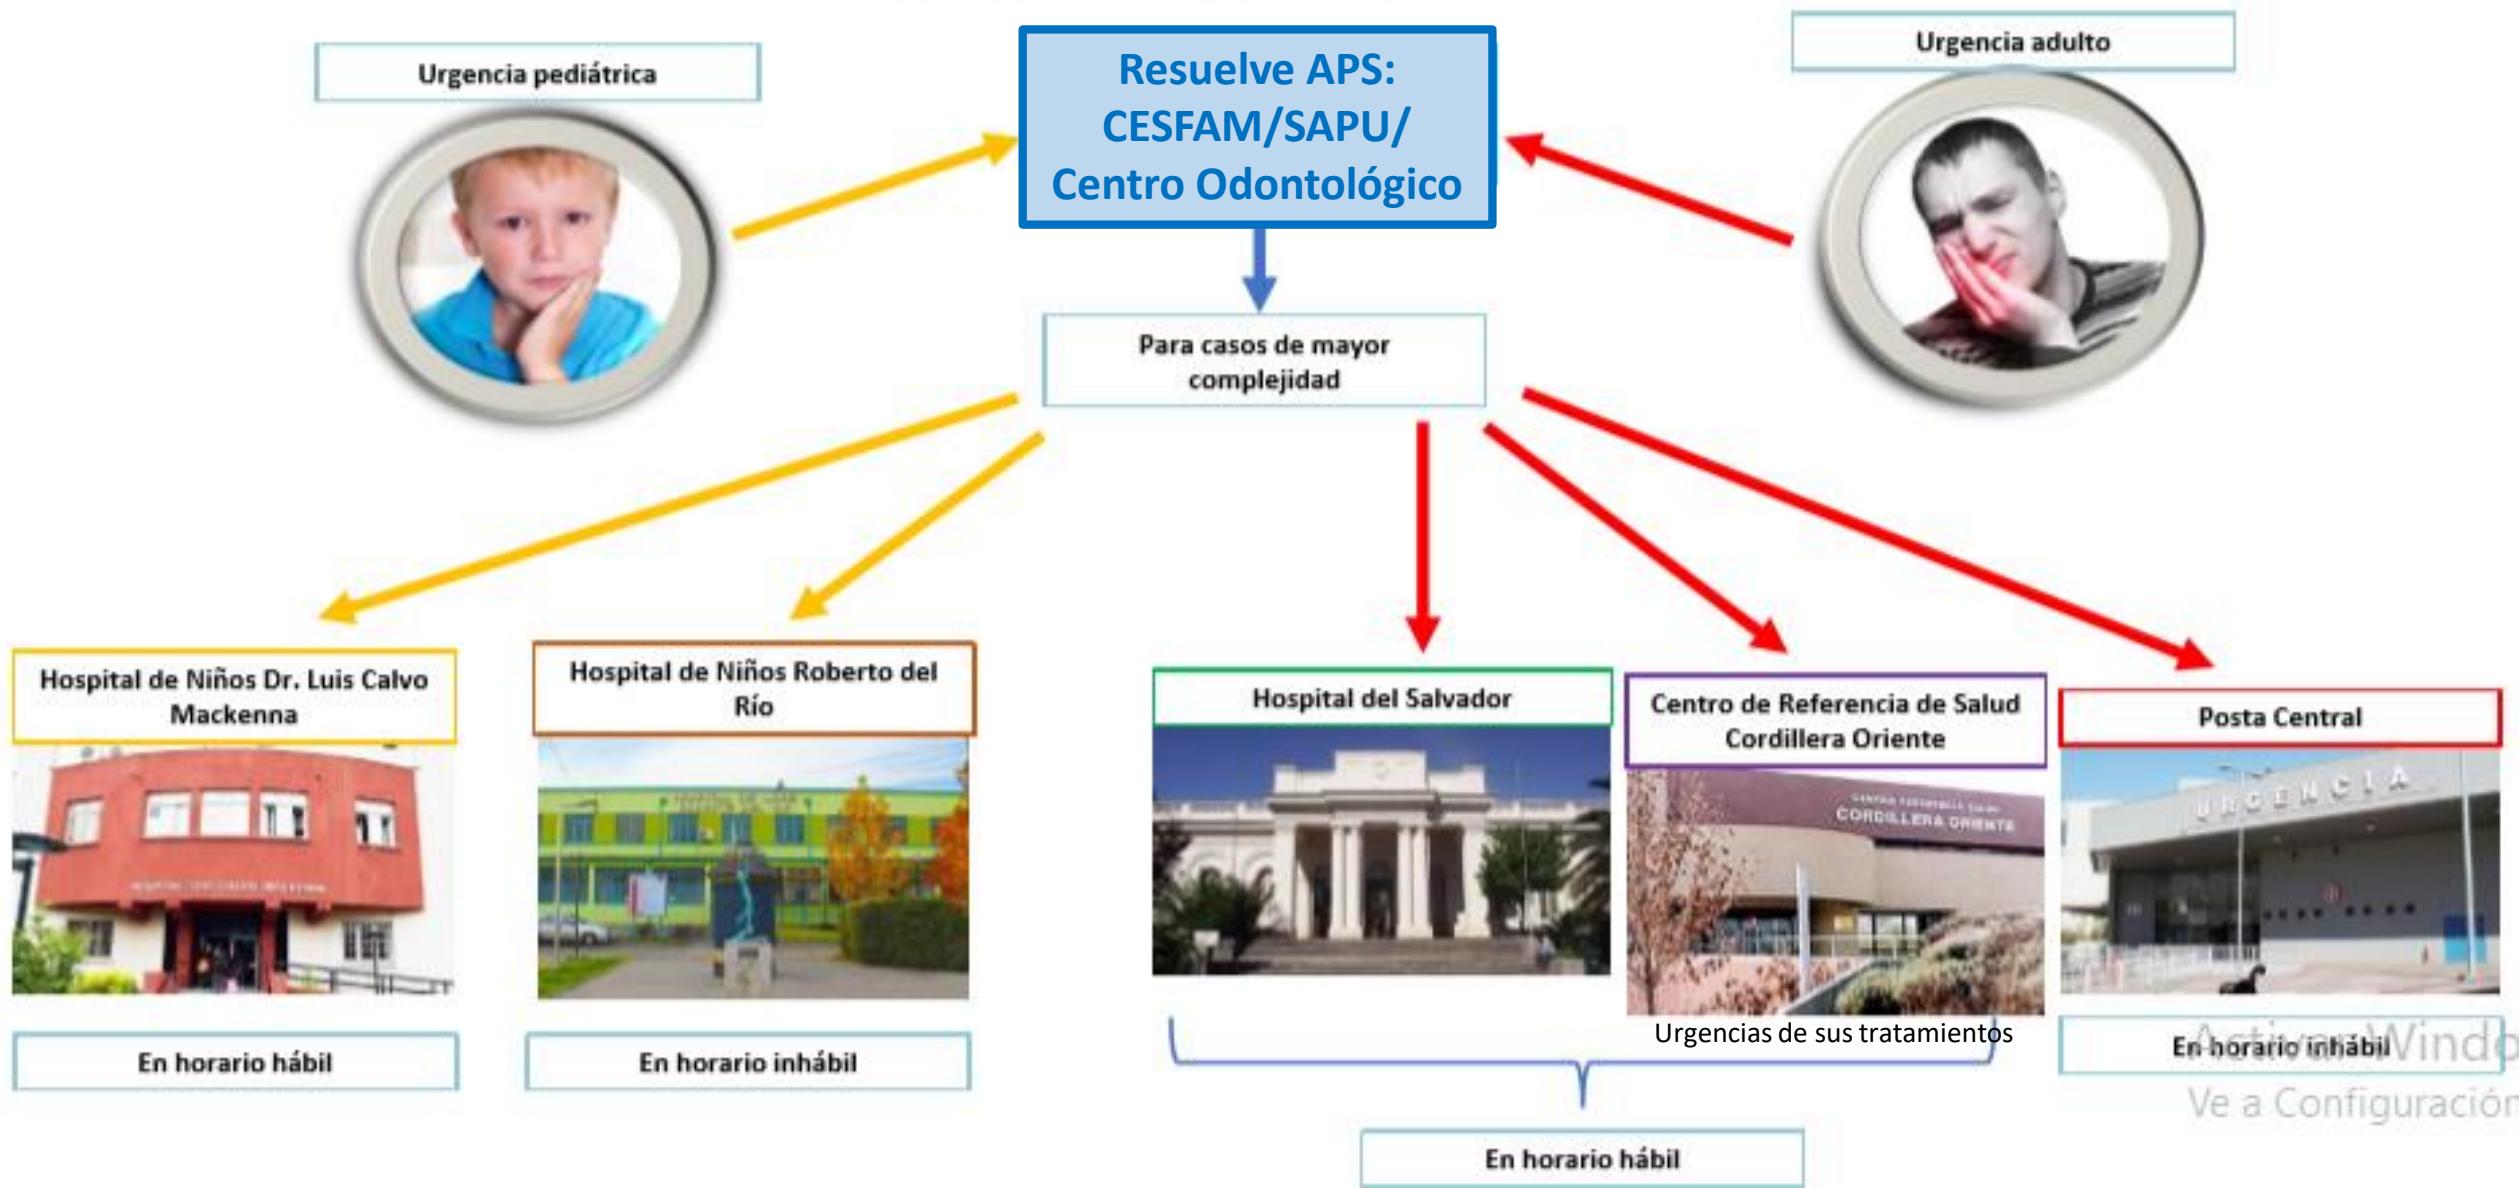 Urgencia pediátrica
Resuelve APS:
CESFAM/SAPU/
Centro Odontológico
Urgencia adulto
Para casos de mayor
complejidad
Hospital de Niños Dr. Luis Calvo
Mackenna
Hospital de Niños Roberto del
Río
Hospital del Salvador
Centro de Referencia de Salud
Cordillera Oriente
Posta Central
CORDILLERA ORIENTE
URGENCIA
Urgencias de sus tratamientos
En horario hábil
En horario inhábil
En horario inhábil
Activar Windo
Ve a Configuración
En horario hábil